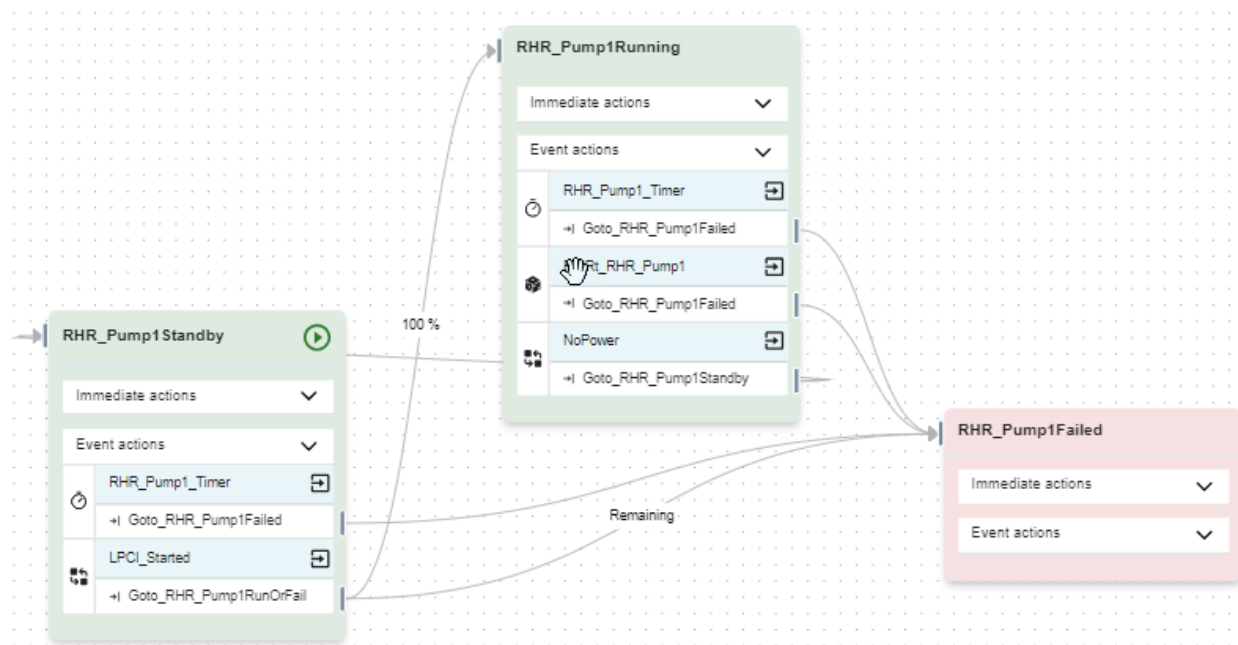 RHR_Pump1Running
Immediate actions
Event actions
RHR_Pump1_Timer
Goto_RHR_Pump1Failed
Rt_RHR_Pump1
Goto_RHR_Pump1Failed
NoPower
Goto_RHR_Pump1Standby
100 %
RHR_Pump1Standby
Immediate actions
Event actions
RHR_Pump1_Timer
Goto_RHR_Pump1Failed
LPCI_Started
Goto_RHR_Pump1RunOrFail
Remaining
RHR_Pump1Failed
Immediate actions
Event actions